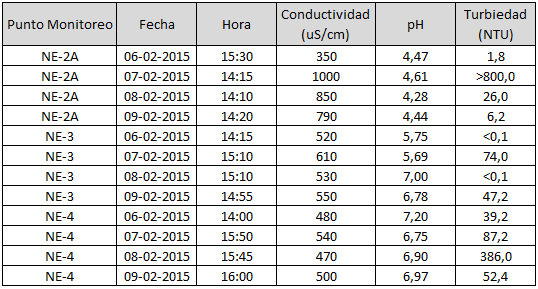 Punto Monitoreo Fecha Hora Conductividad (uS/cm) pH Turbiedad (NTU)
NE-2A 06-02-2015 15:30 350 4,47 1,8
NE-2A 07-02-2015 14:15 1000 4,61 >800,0
NE-2A 08-02-2015 14:10 850 4,28 26,0
NE-2A 09-02-2015 14:20 790 4,44 6,2
NE-3 06-02-2015 14:15 520 5,75 <0,1
NE-3 07-02-2015 15:10 610 5,69 74,0
NE-3 08-02-2015 15:10 530 7,00 <0,1
NE-3 09-02-2015 14:55 550 6,78 47,2
NE-4 06-02-2015 14:00 480 7,20 39,2
NE-4 07-02-2015 15:50 540 6,75 87,2
NE-4 08-02-2015 15:45 470 6,90 386,0
NE-4 09-02-2015 16:00 500 6,97 52,4